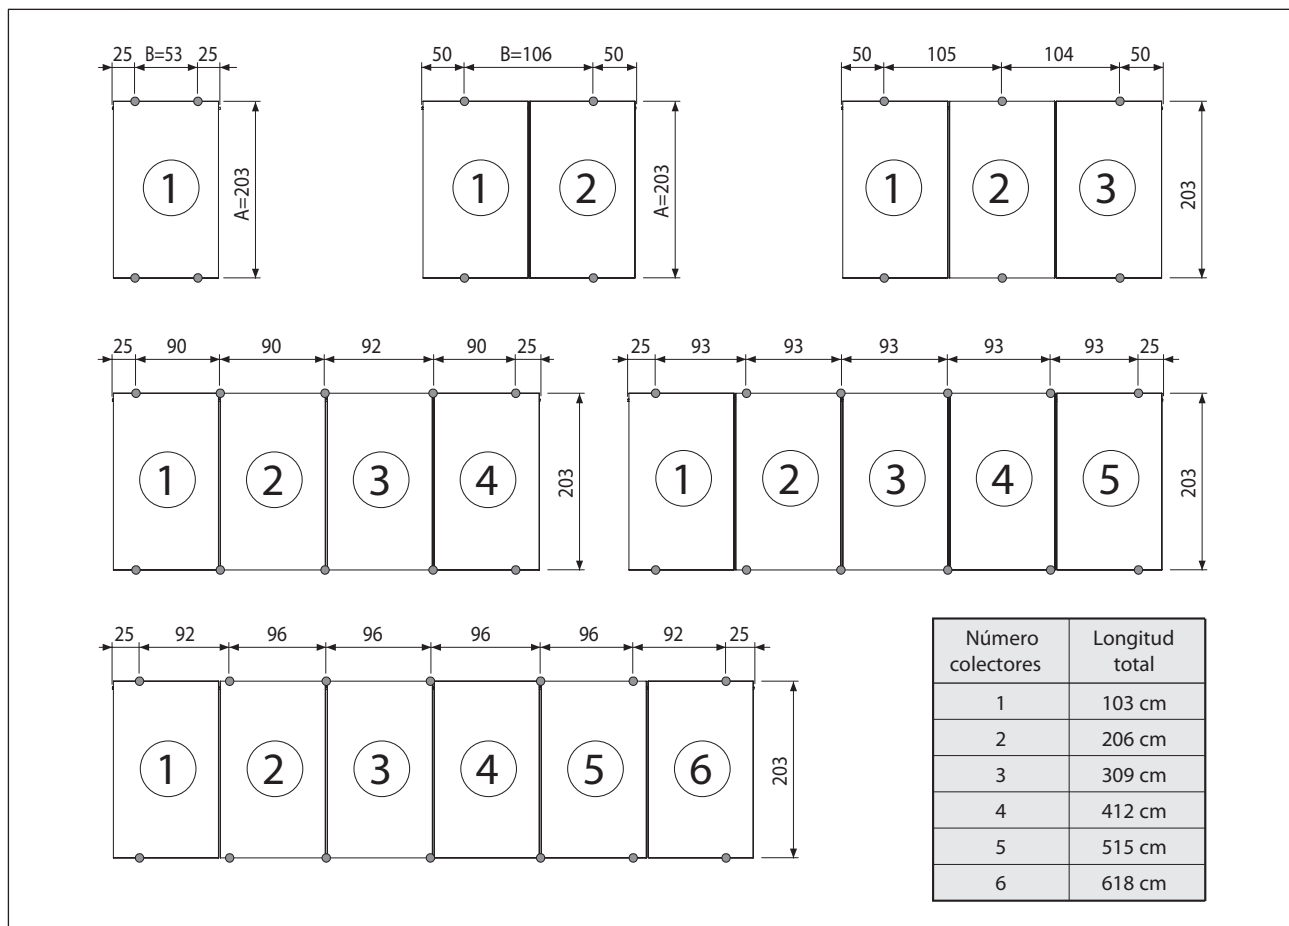 25 B=53 25
1
A=203
50 B=106 50
1 2
A=203
50 105 104 50
1 2 3
203
25 90 90 92 90 25
1 2 3 4
203
25 93 93 93 93 93 25
1 2 3 4 5
203
25 92 96 96 96 96 92 25
1 2 3 4 5 6
203
Número colectores Longitud total
1 103 cm
2 206 cm
3 309 cm
4 412 cm
5 515 cm
6 618 cm